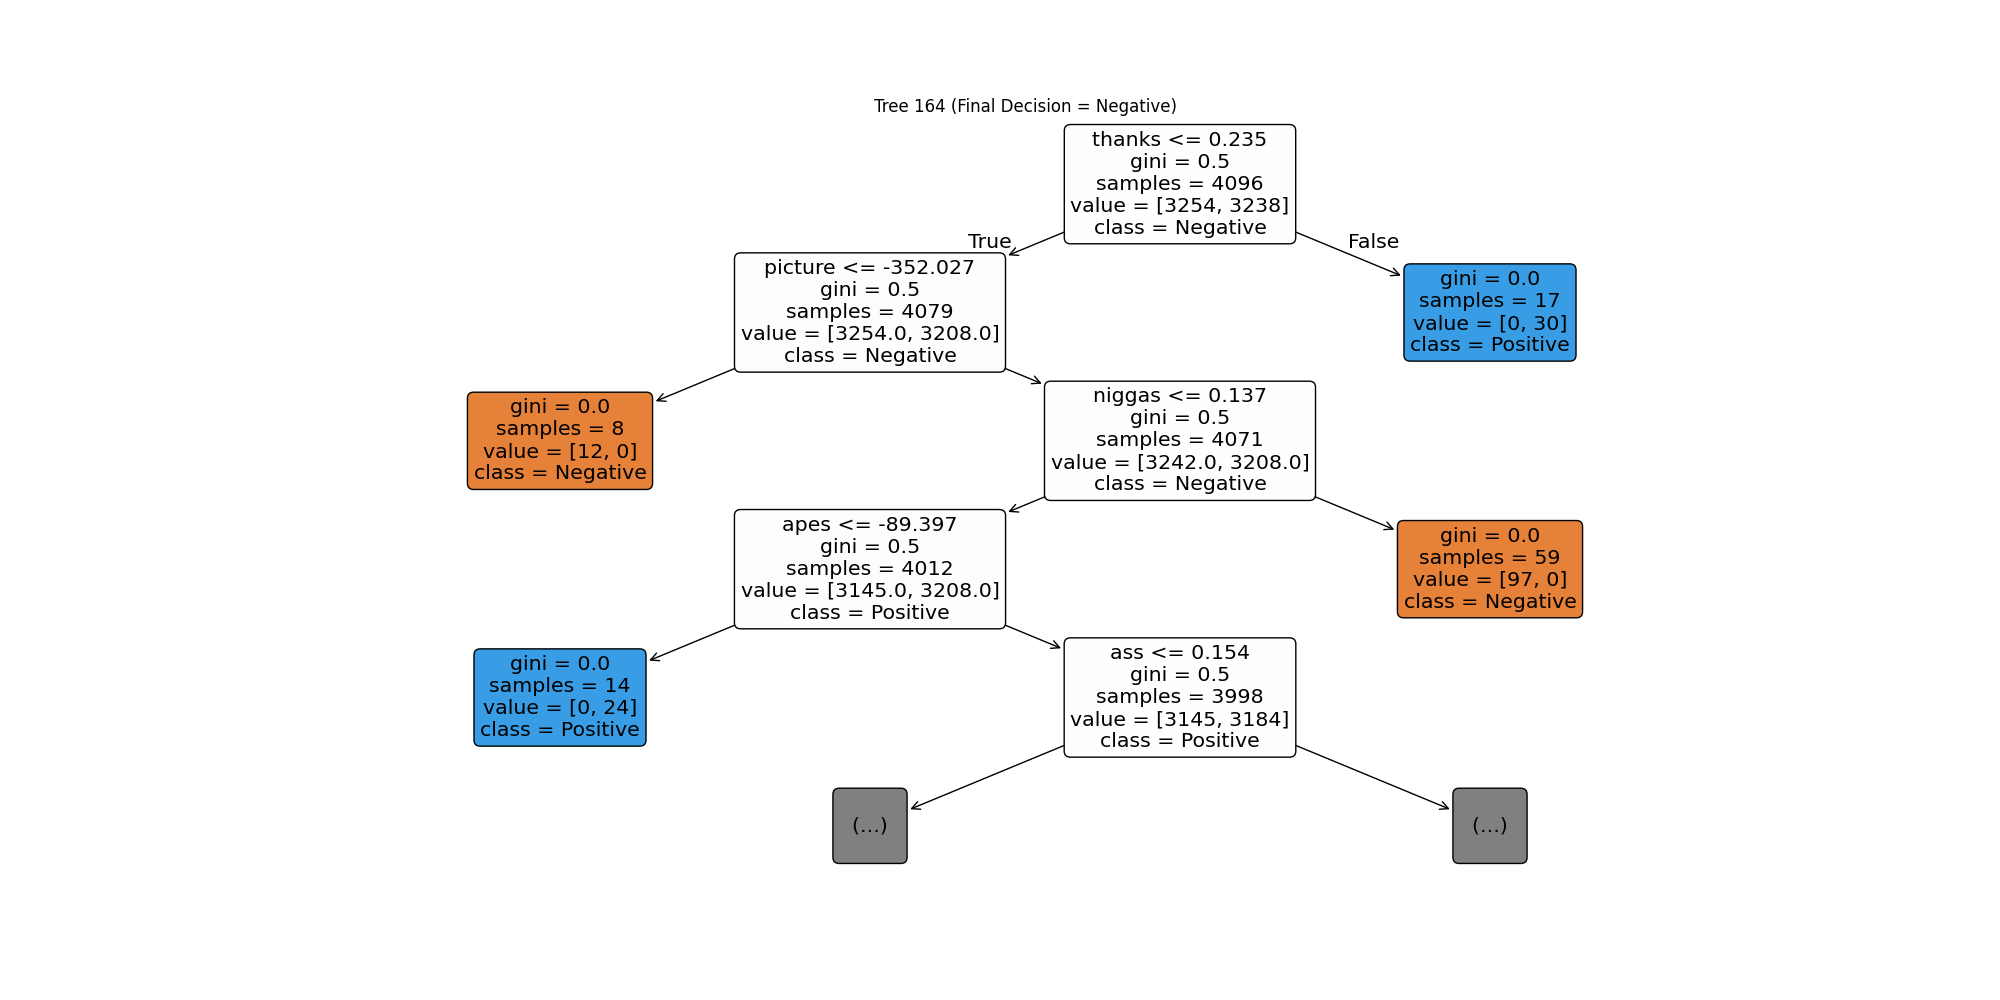 Tree 164 (Final Decision = Negative)
thanks <= 0.235
gini = 0.5
samples = 4096
value = [3254, 3238]
class = Negative
True
False
picture <= -352.027
gini = 0.5
samples = 4079
value = [3254.0, 3208.0]
class = Negative
gini = 0.0
samples = 17
value = [0, 30]
class = Positive
gini = 0.0
samples = 8
value = [12, 0]
class = Negative
niggas <= 0.137
gini = 0.5
samples = 4071
value = [3242.0, 3208.0]
class = Negative
apes <= -89.397
gini = 0.5
samples = 4012
value = [3145.0, 3208.0]
class = Positive
gini = 0.0
samples = 59
value = [97, 0]
class = Negative
gini = 0.0
samples = 14
value = [0, 24]
class = Positive
ass <= 0.154
gini = 0.5
samples = 3998
value = [3145, 3184]
class = Positive
(...)
(...)